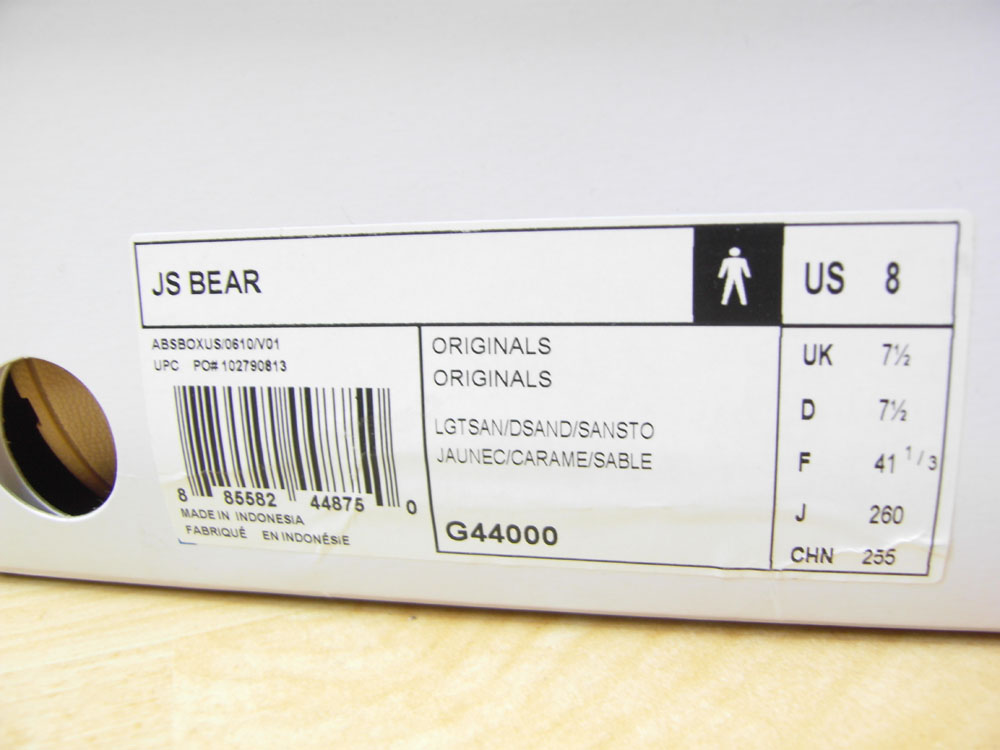 JS BEAR
US 8
ABSBOXUS/0610/V01
UPC PO# 102790813
8 85582 44875 0
MADE IN INDONESIA
FABRIQUÉ EN INDONÉSIE
ORIGINALS
ORIGINALS
LGTSAN/DSAND/SANSTO
JAUNEC/CARAME/SABLE
G44000
UK 7½
D 7½
F 41 1/3
J 260
CHN 255